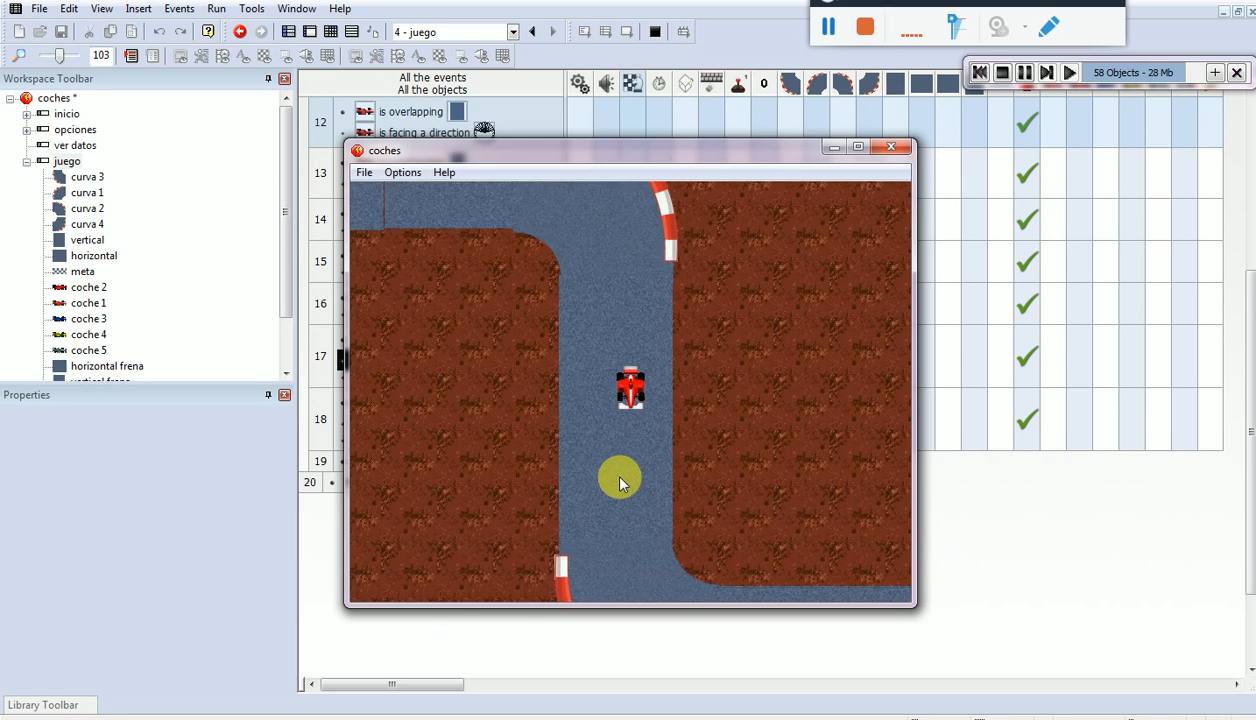 File Edit View Insert Events Run Tools Window Help
4 - juego
103
Workspace Toolbar
All the events
All the objects
0
58 Objects - 28 Mb
coches *
inicio
opciones
ver datos
juego
curva 3
curva 1
curva 2
curva 4
vertical
horizontal
meta
coche 2
coche 1
coche 3
coche 4
coche 5
horizontal frena
vertical frena
Properties
Library Toolbar
12
is overlapping
is facing a direction
13
14
15
16
17
18
19
20
coches
File Options Help